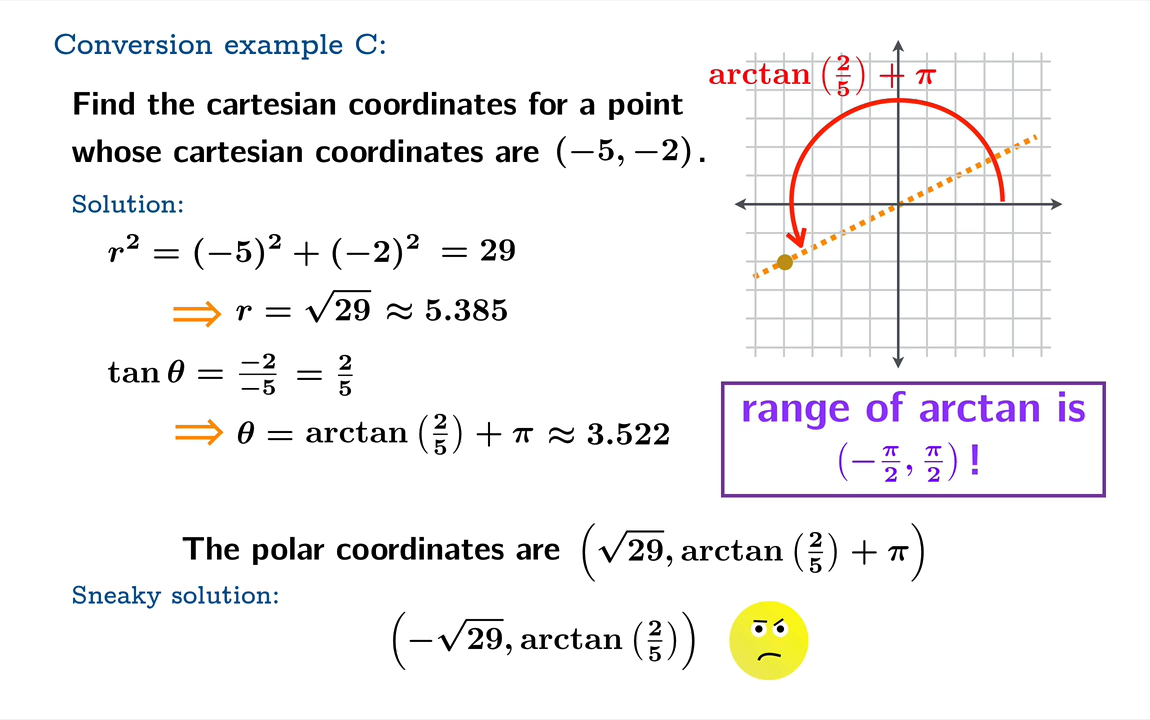 Conversion example C:
Find the cartesian coordinates for a point
whose cartesian coordinates are (−5, −2).
Solution:
r² = (−5)² + (−2)² = 29
⟹ r = √29 ≈ 5.385
tan θ = −2/−5 = 2/5
⟹ θ = arctan (2/5) + π ≈ 3.522
arctan (2/5) + π
range of arctan is
(−π/2, π/2) !
The polar coordinates are (√29, arctan (2/5) + π)
Sneaky solution:
(−√29, arctan (2/5))